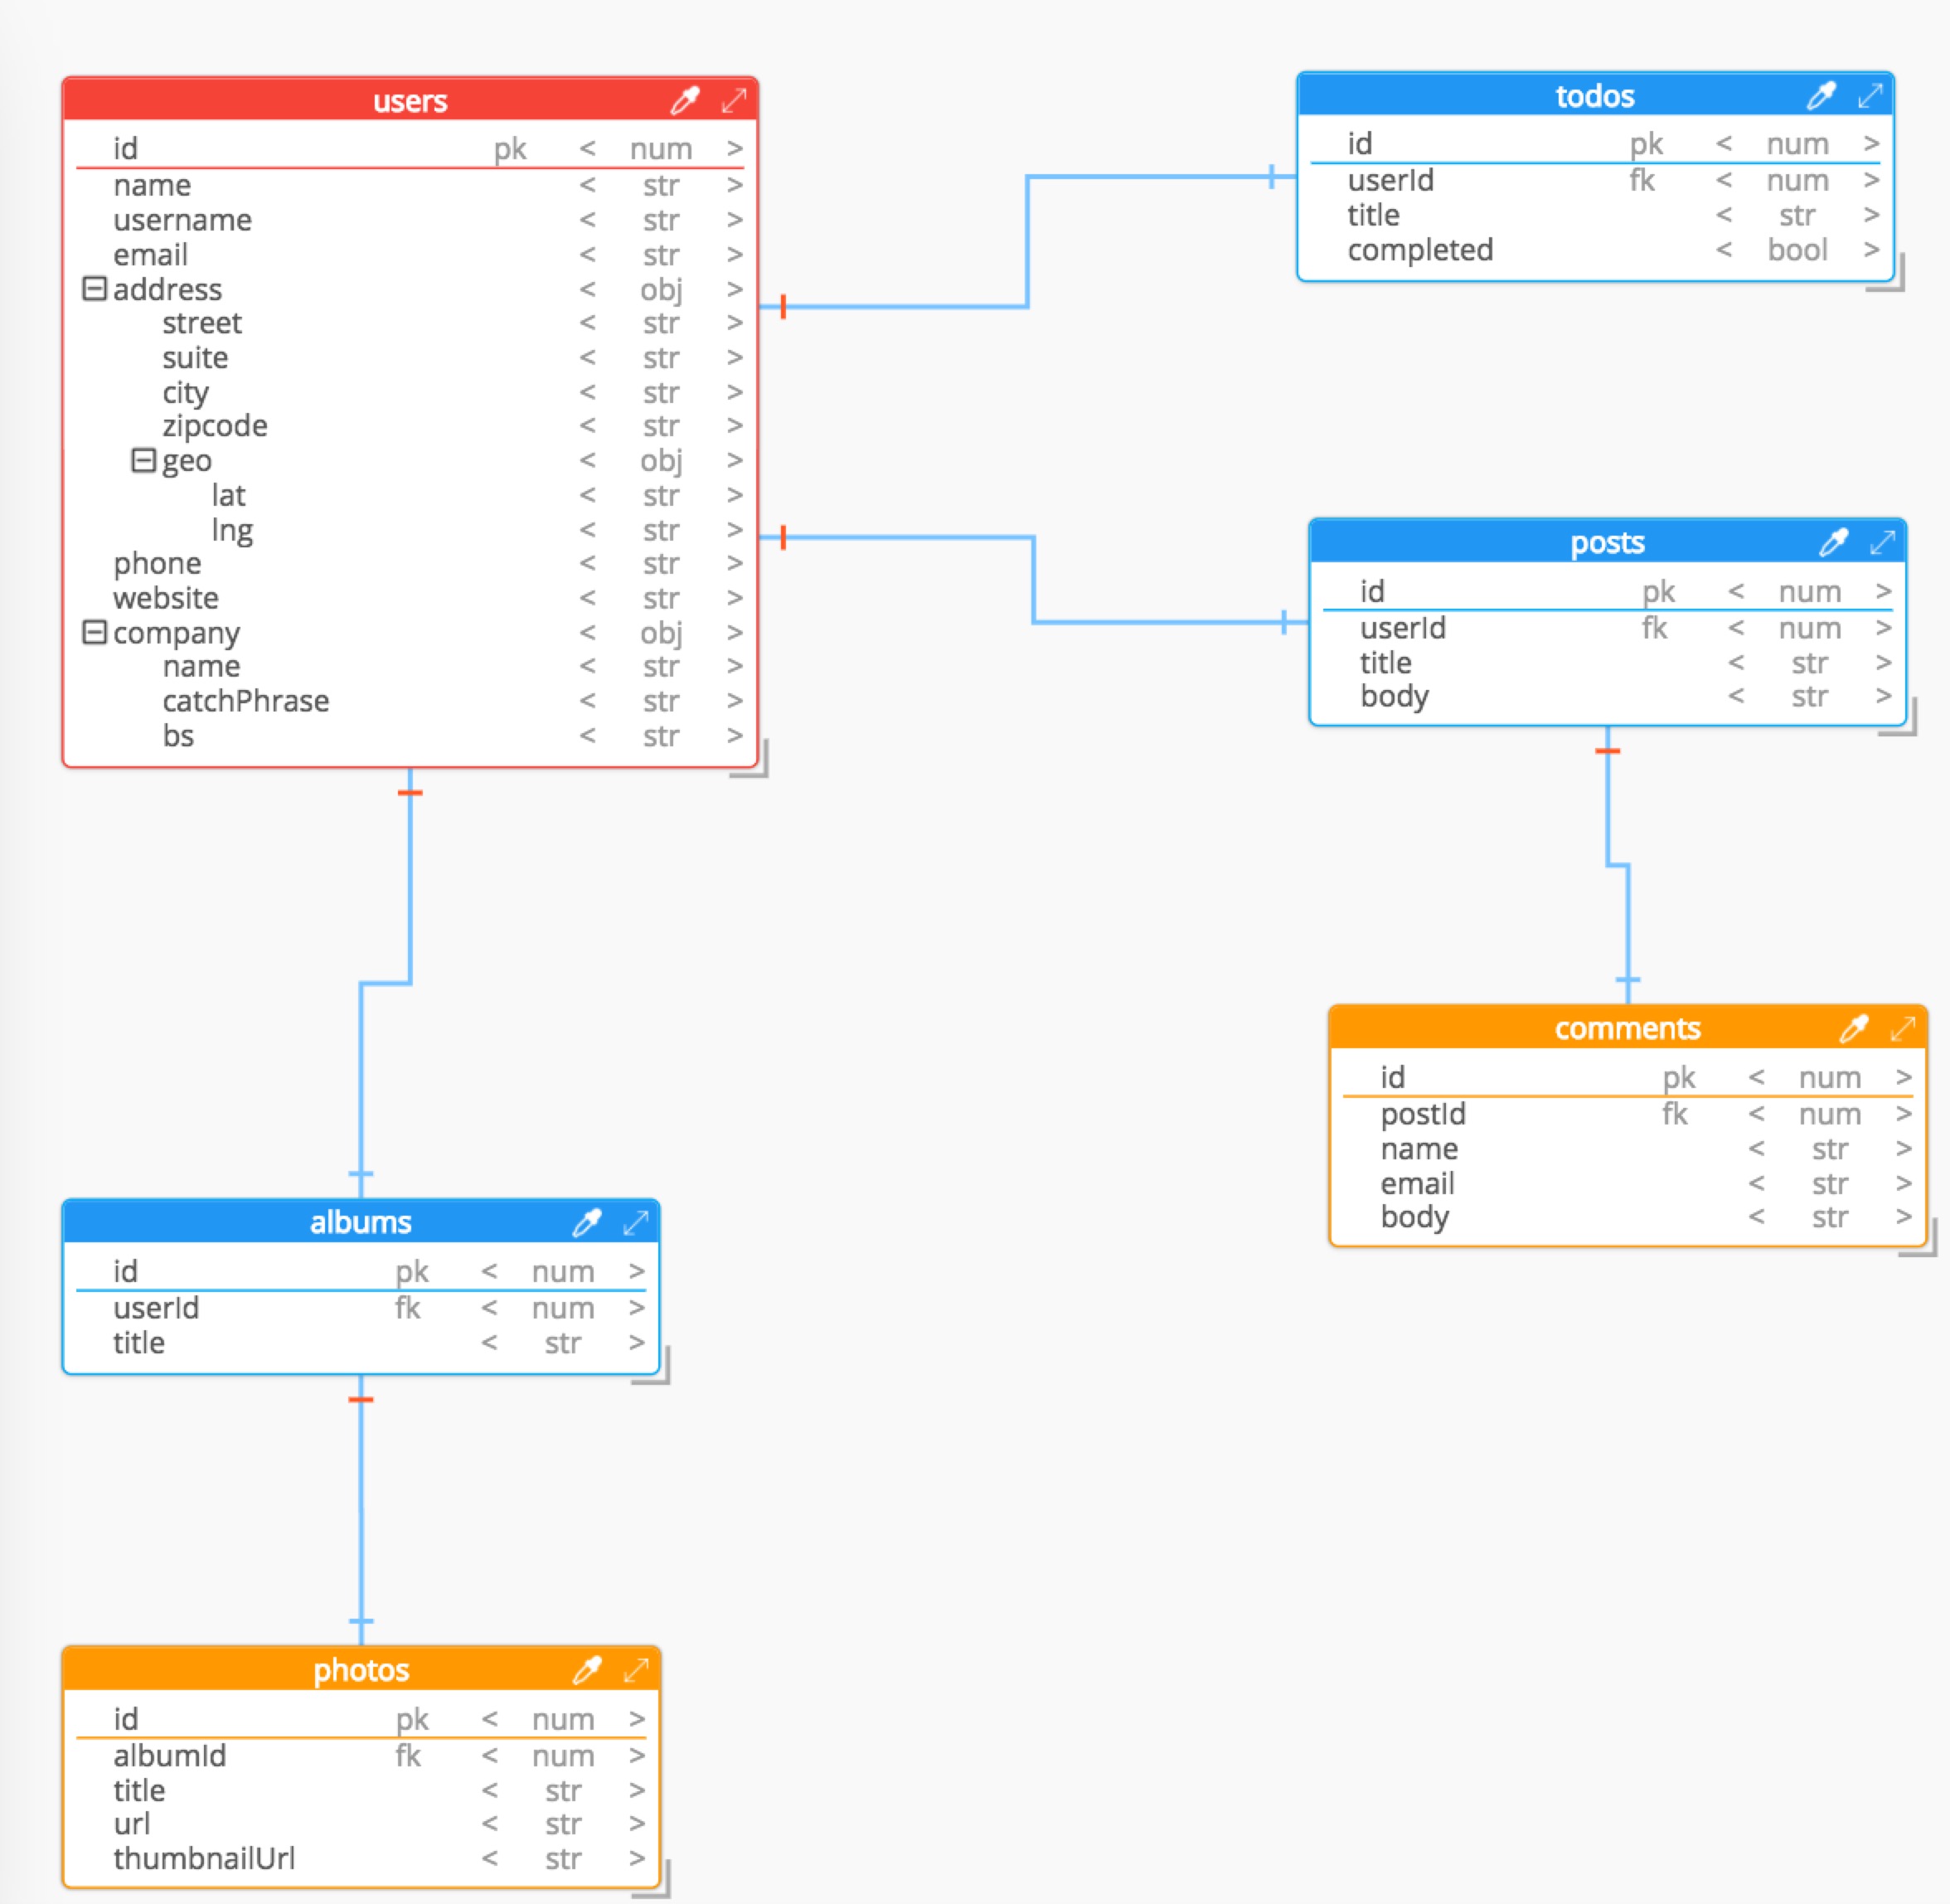 users
id pk < num >
name < str >
username < str >
email < str >
address < obj >
street < str >
suite < str >
city < str >
zipcode < str >
geo < obj >
lat < str >
lng < str >
phone < str >
website < str >
company < obj >
name < str >
catchPhrase < str >
bs < str >
todos
id pk < num >
userId fk < num >
title < str >
completed < bool >
posts
id pk < num >
userId fk < num >
title < str >
body < str >
comments
id pk < num >
postId fk < num >
name < str >
email < str >
body < str >
albums
id pk < num >
userId fk < num >
title < str >
photos
id pk < num >
albumId fk < num >
title < str >
url < str >
thumbnailUrl < str >